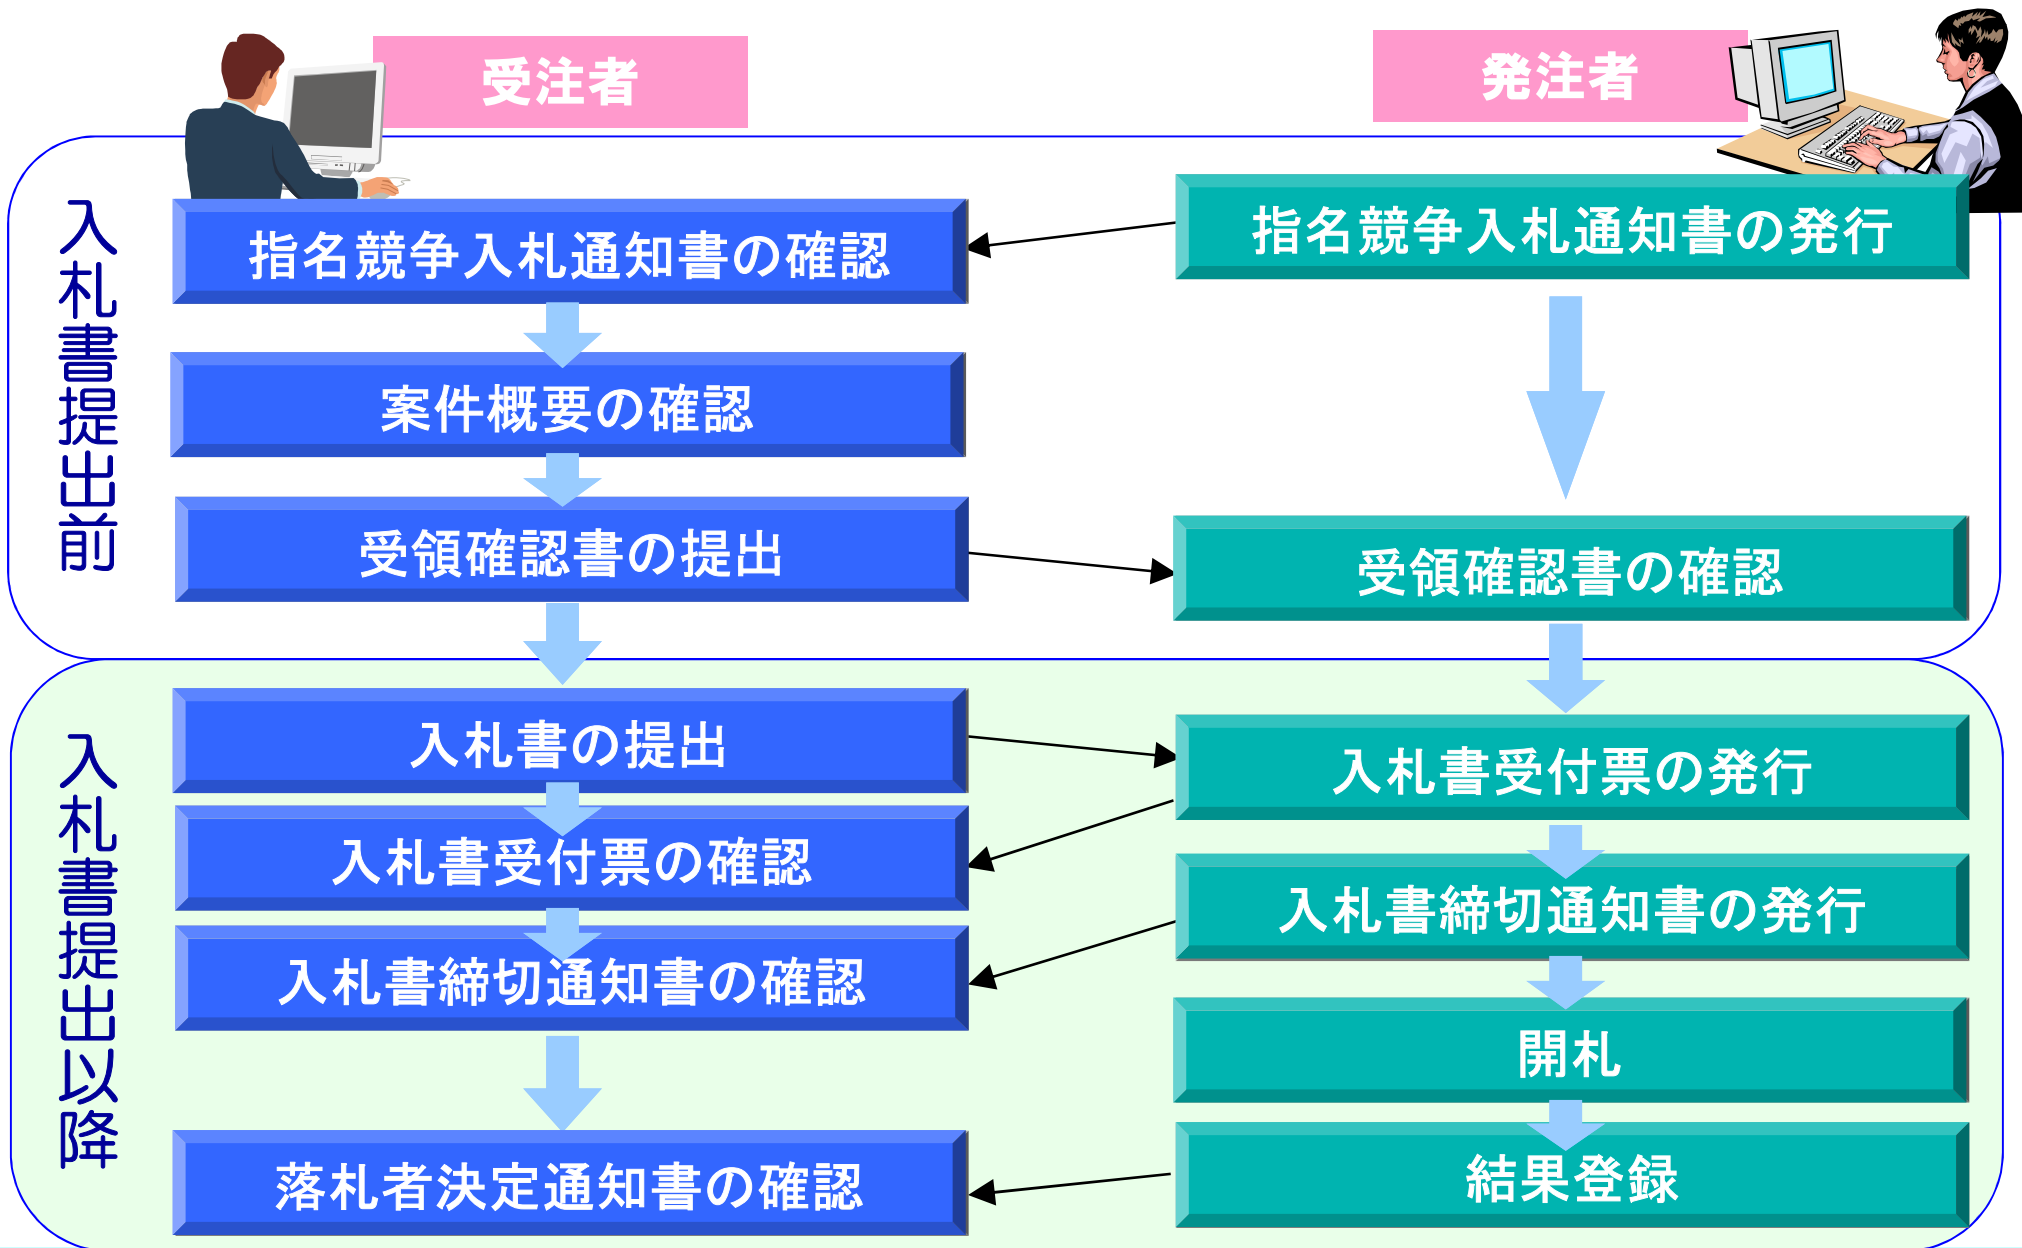 受注者
発注者
入札書提出前
指名競争入札通知書の確認
指名競争入札通知書の発行
案件概要の確認
受領確認書の提出
受領確認書の確認
入札書提出以降
入札書の提出
入札書受付票の発行
入札書受付票の確認
入札書締切通知書の発行
入札書締切通知書の確認
開札
落札者決定通知書の確認
結果登録